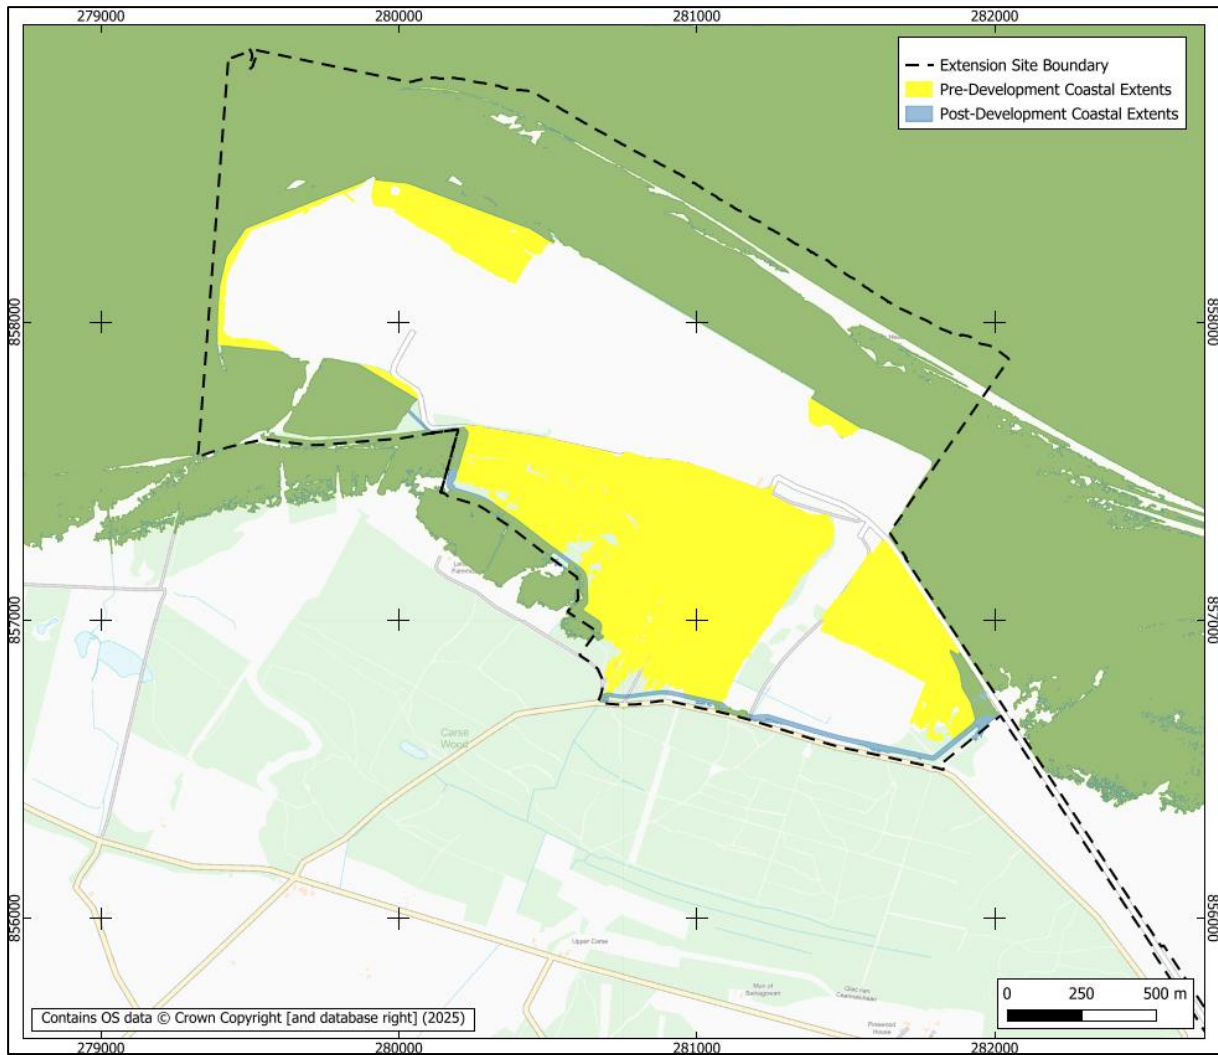 279000 280000 281000 282000
Extension Site Boundary
Pre-Development Coastal Extents
Post-Development Coastal Extents
858000 858000
857000 857000
Carse
Wood
856000 856000
Upper Carse
Prosewood
House
0 250 500 m
Contains OS data © Crown Copyright [and database right] (2025)
279000 280000 281000 282000